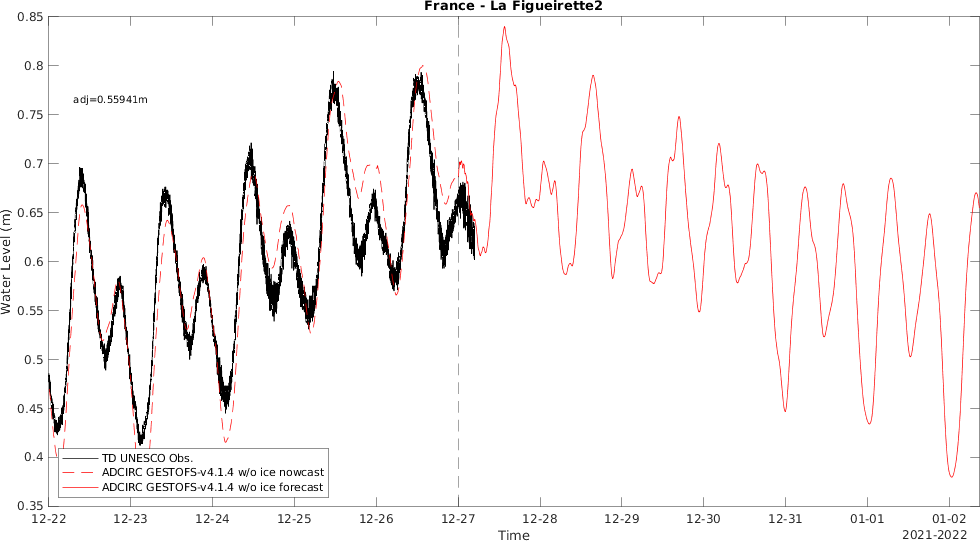 France - La Figueirette2
adj=0.55941m
Water Level (m)
0.85
0.8
0.75
0.7
0.65
0.6
0.55
0.5
0.45
0.4
0.35
TD UNESCO Obs.
ADCIRC GESTOFS-v4.1.4 w/o ice nowcast
ADCIRC GESTOFS-v4.1.4 w/o ice forecast
12-22 12-23 12-24 12-25 12-26 12-27 12-28 12-29 12-30 12-31 01-01 01-02
Time
2021-2022